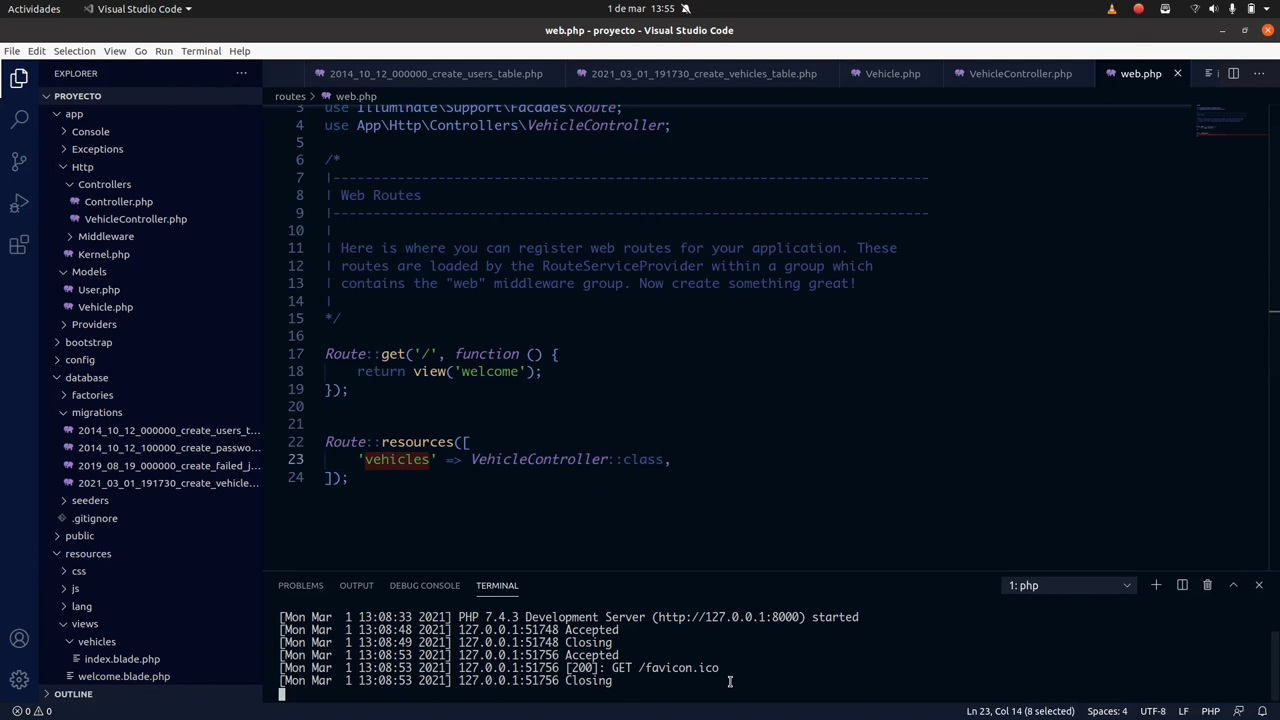 Actividades Visual Studio Code 1 de mar 13:55
web.php - proyecto - Visual Studio Code
File Edit Selection View Go Run Terminal Help
EXPLORER ··· 2014_10_12_000000_create_users_table.php 2021_03_01_191730_create_vehicles_table.php Vehicle.php VehicleController.php web.php
PROYECTO
routes > web.php
app
Console
Exceptions
Http
Controllers
Controller.php
VehicleController.php
Middleware
Kernel.php
Models
User.php
Vehicle.php
Providers
bootstrap
config
database
factories
migrations
2014_10_12_000000_create_users_t...
2014_10_12_100000_create_passwo...
2019_08_19_000000_create_failed_j...
2021_03_01_191730_create_vehicle...
seeders
.gitignore
public
resources
css
js
lang
views
vehicles
index.blade.php
welcome.blade.php
OUTLINE
3 use Illuminate\Support\Facades\Route;
4 use App\Http\Controllers\VehicleController;
5
6 /*
7 |--------------------------------------------------------------------------
8 | Web Routes
9 |--------------------------------------------------------------------------
10 |
11 | Here is where you can register web routes for your application. These
12 | routes are loaded by the RouteServiceProvider within a group which
13 | contains the "web" middleware group. Now create something great!
14 |
15 */
16
17 Route::get('/', function () {
18 return view('welcome');
19 });
20
21
22 Route::resources([
23 'vehicles' => VehicleController::class,
24 ]);
PROBLEMS OUTPUT DEBUG CONSOLE TERMINAL 1: php
[Mon Mar  1 13:08:33 2021] PHP 7.4.3 Development Server (http://127.0.0.1:8000) started
[Mon Mar  1 13:08:48 2021] 127.0.0.1:51748 Accepted
[Mon Mar  1 13:08:49 2021] 127.0.0.1:51748 Closing
[Mon Mar  1 13:08:53 2021] 127.0.0.1:51756 Accepted
[Mon Mar  1 13:08:53 2021] 127.0.0.1:51756 [200]: GET /favicon.ico
[Mon Mar  1 13:08:53 2021] 127.0.0.1:51756 Closing
0 0 Ln 23, Col 14 (8 selected) Spaces: 4 UTF-8 LF PHP